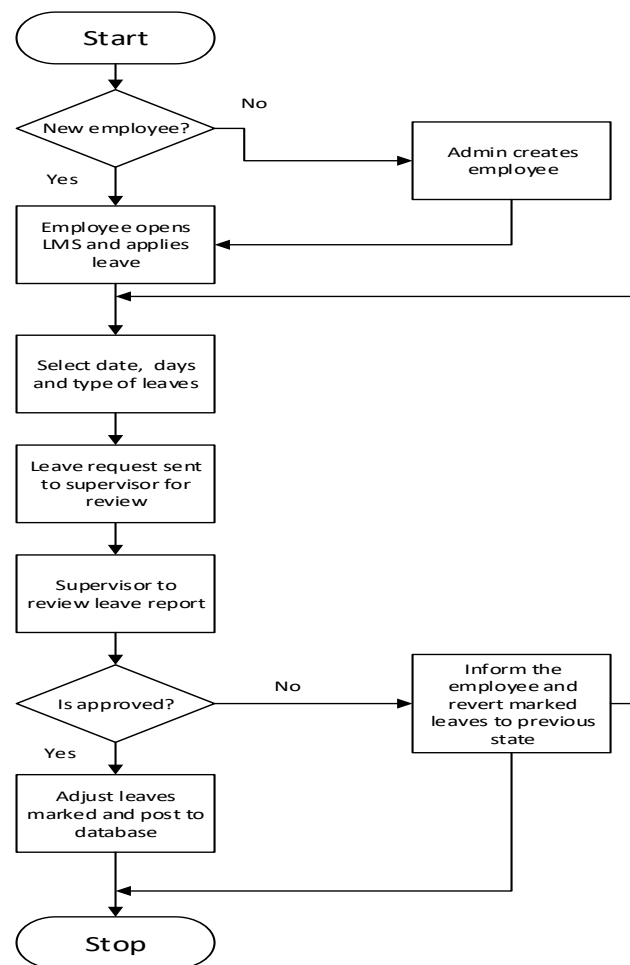 Start
New employee?
No
Admin creates
employee
Yes
Employee opens
LMS and applies
leave
Select date, days
and type of leaves
Leave request sent
to supervisor for
review
Supervisor to
review leave report
Is approved?
No
Inform the
employee and
revert marked
leaves to previous
state
Yes
Adjust leaves
marked and post to
database
Stop